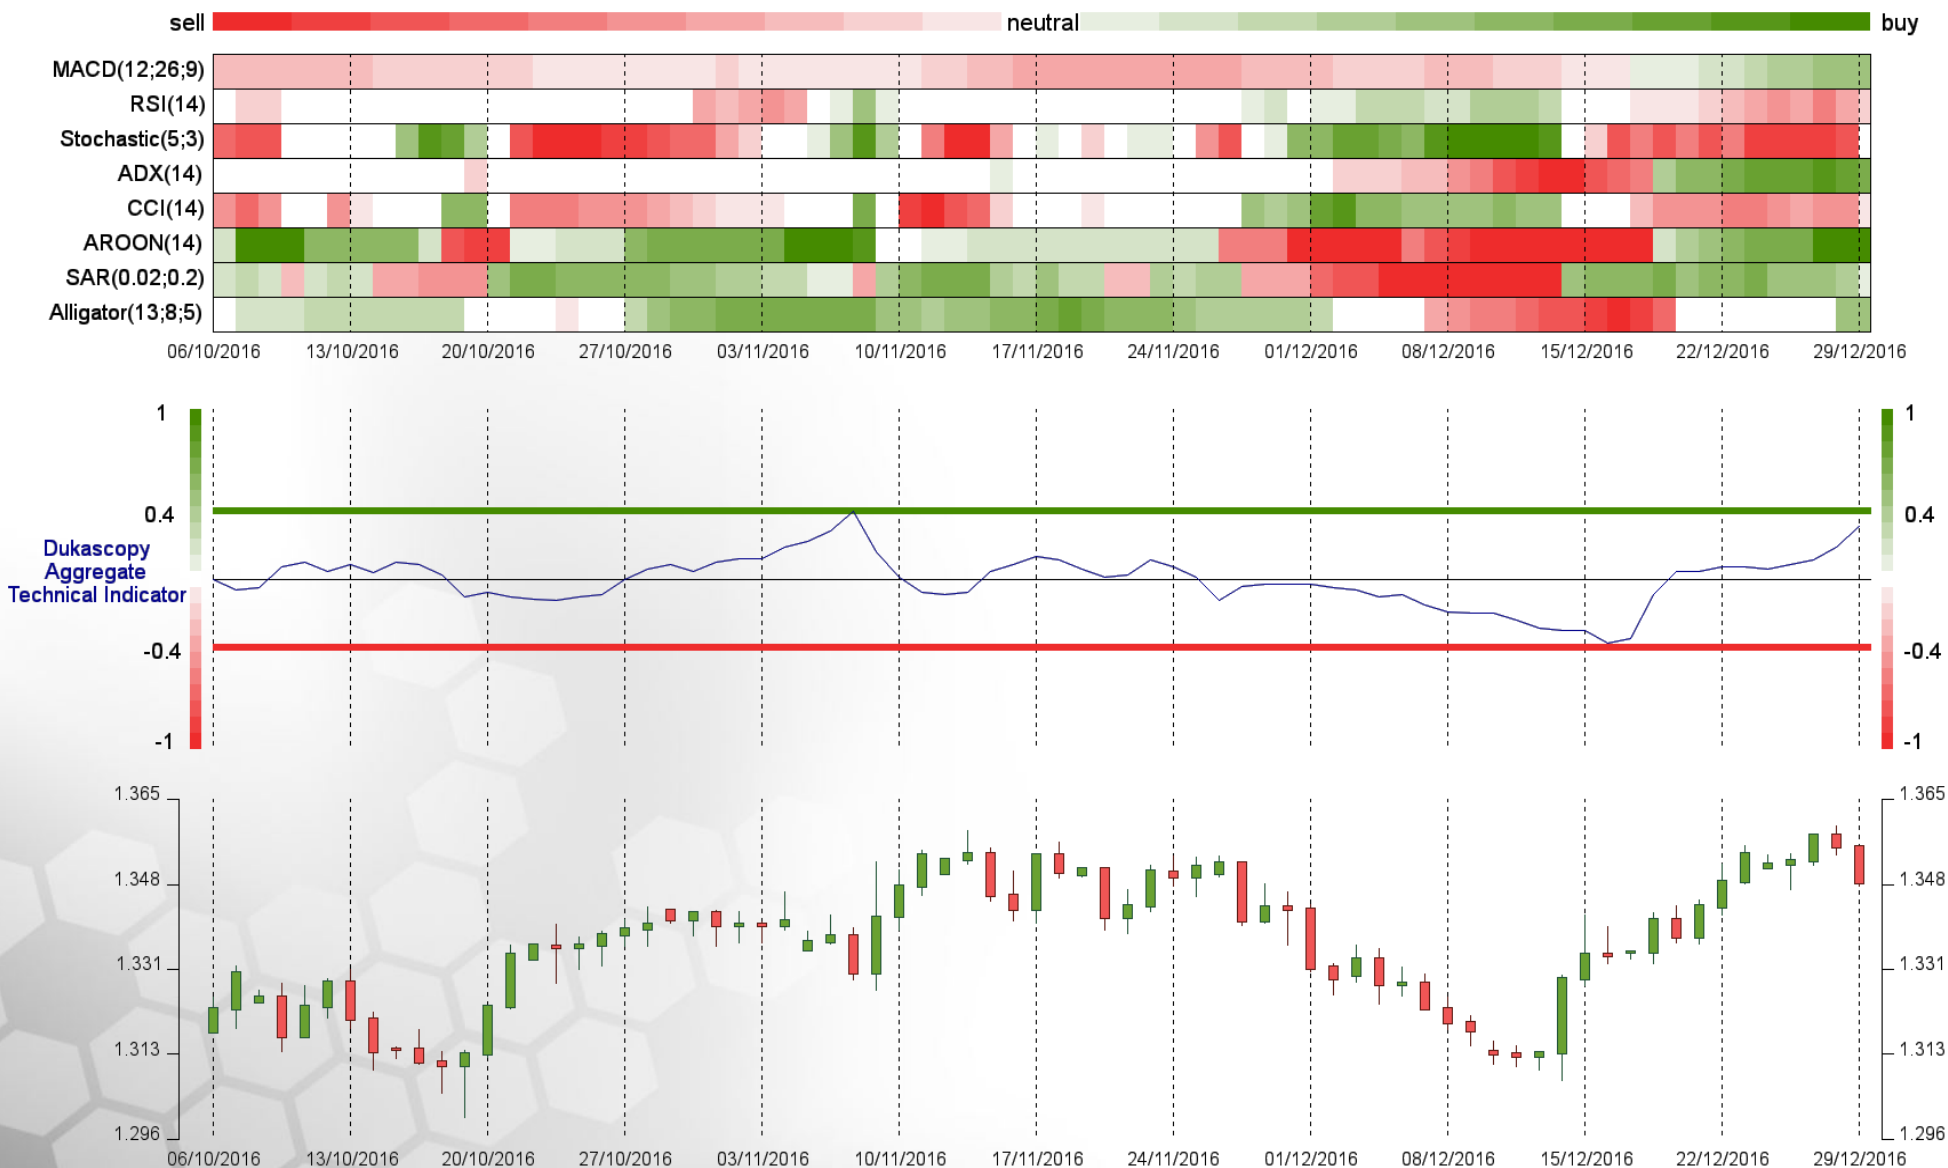 sell neutral buy
MACD(12;26;9)
RSI(14)
Stochastic(5;3)
ADX(14)
CCI(14)
AROON(14)
SAR(0.02;0.2)
Alligator(13;8;5)
06/10/2016 13/10/2016 20/10/2016 27/10/2016 03/11/2016 10/11/2016 17/11/2016 24/11/2016 01/12/2016 08/12/2016 15/12/2016 22/12/2016 29/12/2016
1 1
0.4 0.4
Dukascopy
Aggregate
Technical Indicator
-0.4 -0.4
-1 -1
1.365 1.365
1.348 1.348
1.331 1.331
1.313 1.313
1.296 1.296
06/10/2016 13/10/2016 20/10/2016 27/10/2016 03/11/2016 10/11/2016 17/11/2016 24/11/2016 01/12/2016 08/12/2016 15/12/2016 22/12/2016 29/12/2016